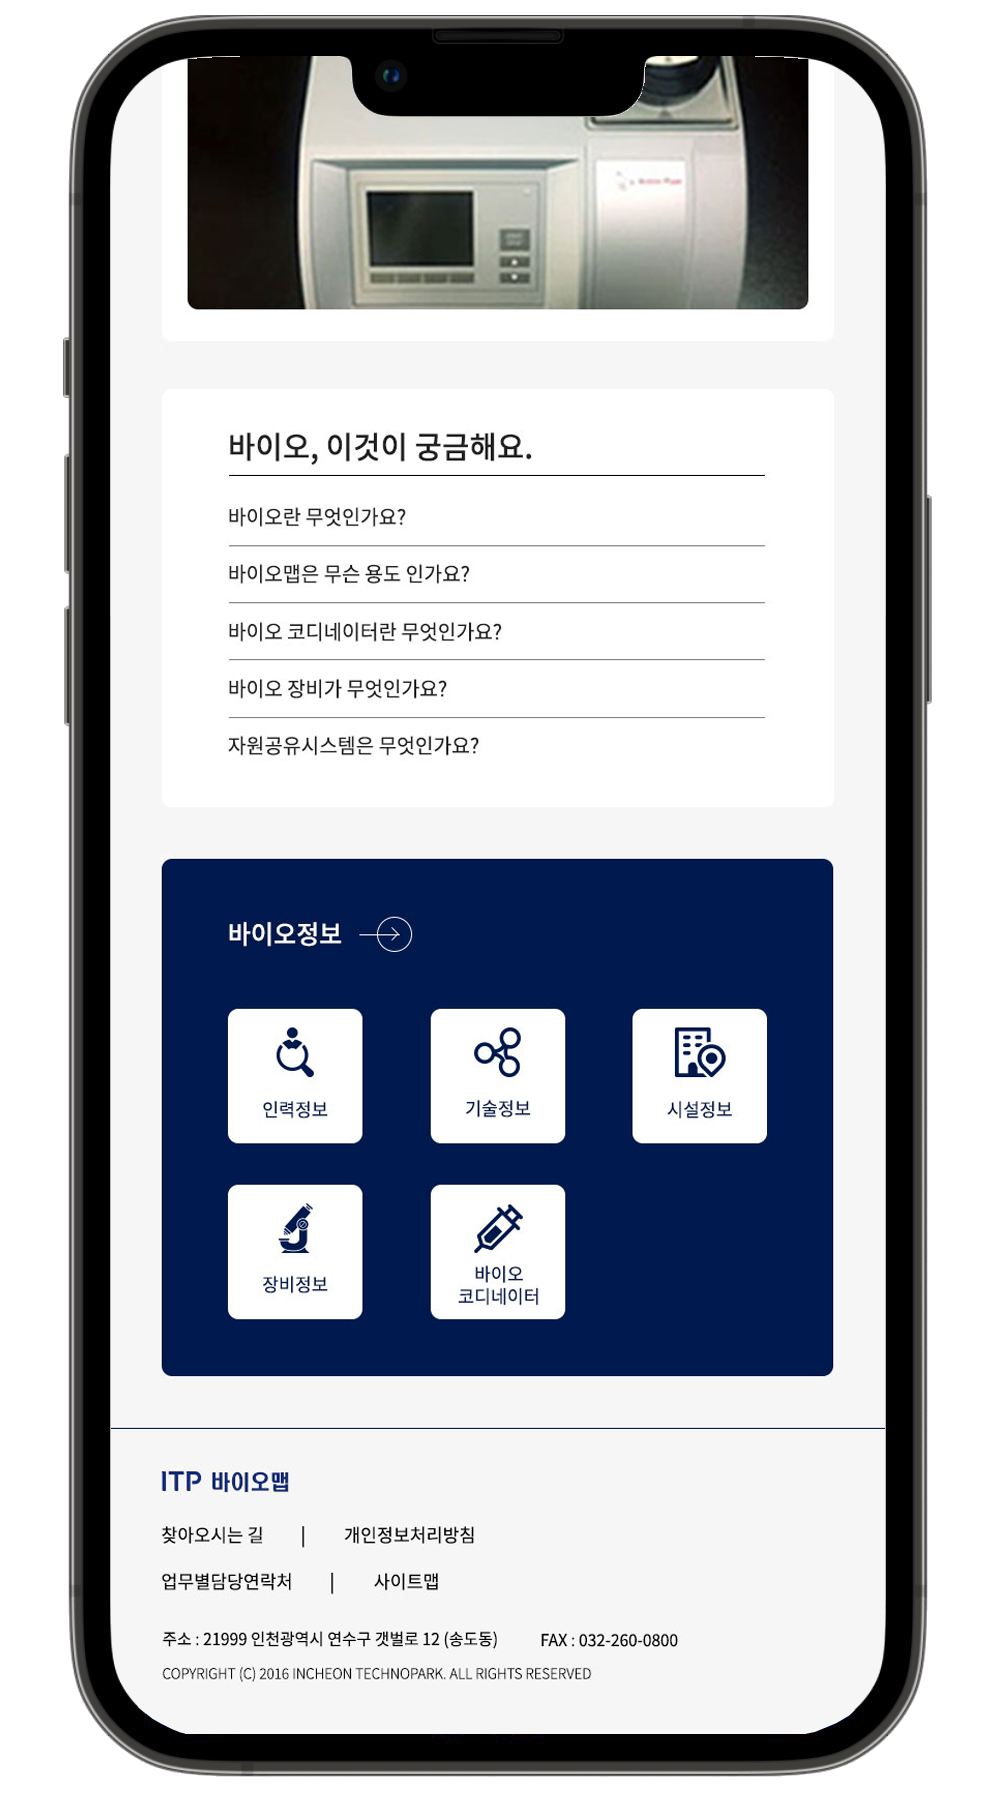 바이오, 이것이 궁금해요.
바이오란 무엇인가요?
바이오맵은 무슨 용도 인가요?
바이오 코디네이터란 무엇인가요?
바이오 장비가 무엇인가요?
자원공유시스템은 무엇인가요?
바이오정보
인력정보
기술정보
시설정보
장비정보
바이오
코디네이터
ITP 바이오맵
찾아오시는 길 | 개인정보처리방침
업무별담당연락처 | 사이트맵
주소 : 21999 인천광역시 연수구 갯벌로 12 (송도동) FAX : 032-260-0800
COPYRIGHT (C) 2016 INCHEON TECHNOPARK. ALL RIGHTS RESERVED